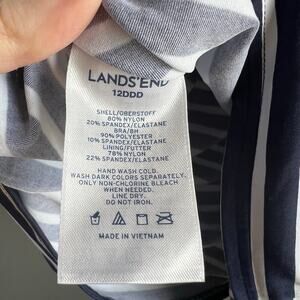 LANDS' END
12DDD
SHELL/OBERSTOFF
80% NYLON
20% SPANDEX/ELASTANE
BRA/BH
90% POLYESTER
10% SPANDEX/ELASTANE
LINING/FUTTER
78% NYLON
22% SPANDEX/ELASTANE
HAND WASH COLD.
WASH DARK COLORS SEPARATELY.
ONLY NON-CHLORINE BLEACH
WHEN NEEDED.
LINE DRY.
DO NOT IRON.
MADE IN VIETNAM